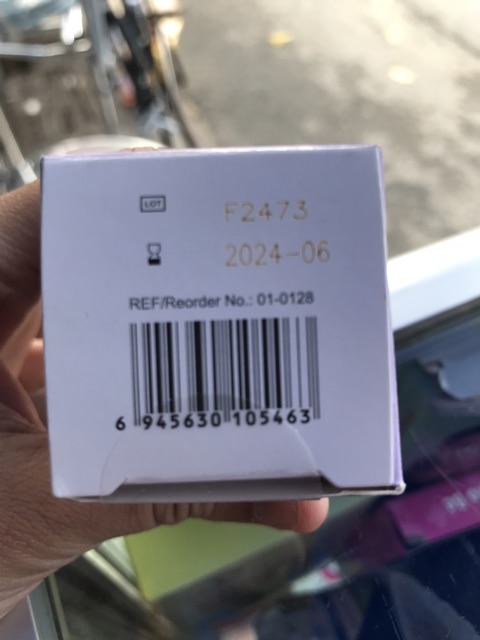 LOT F2473
2024-06
REF/Reorder No.: 01-0128
6 945630 105463